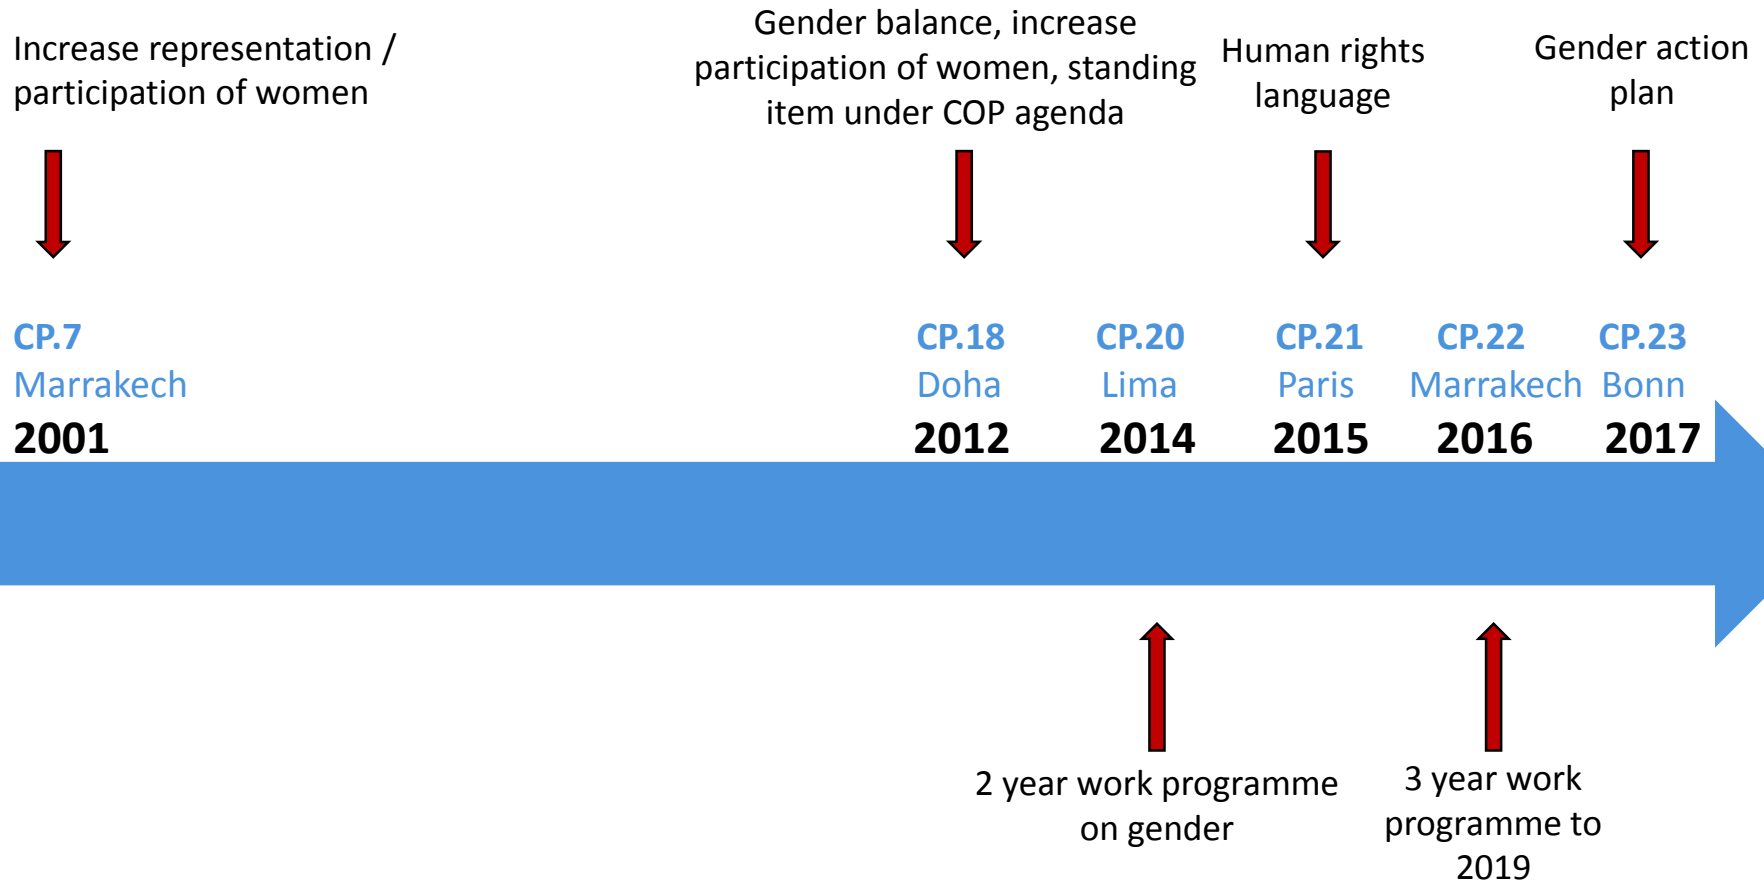 Increase representation /
participation of women
Gender balance, increase
participation of women, standing
item under COP agenda
Human rights
language
Gender action
plan
CP.7
Marrakech
2001
CP.18
Doha
2012
CP.20
Lima
2014
CP.21
Paris
2015
CP.22
Marrakech
2016
CP.23
Bonn
2017
2 year work programme
on gender
3 year work
programme to
2019